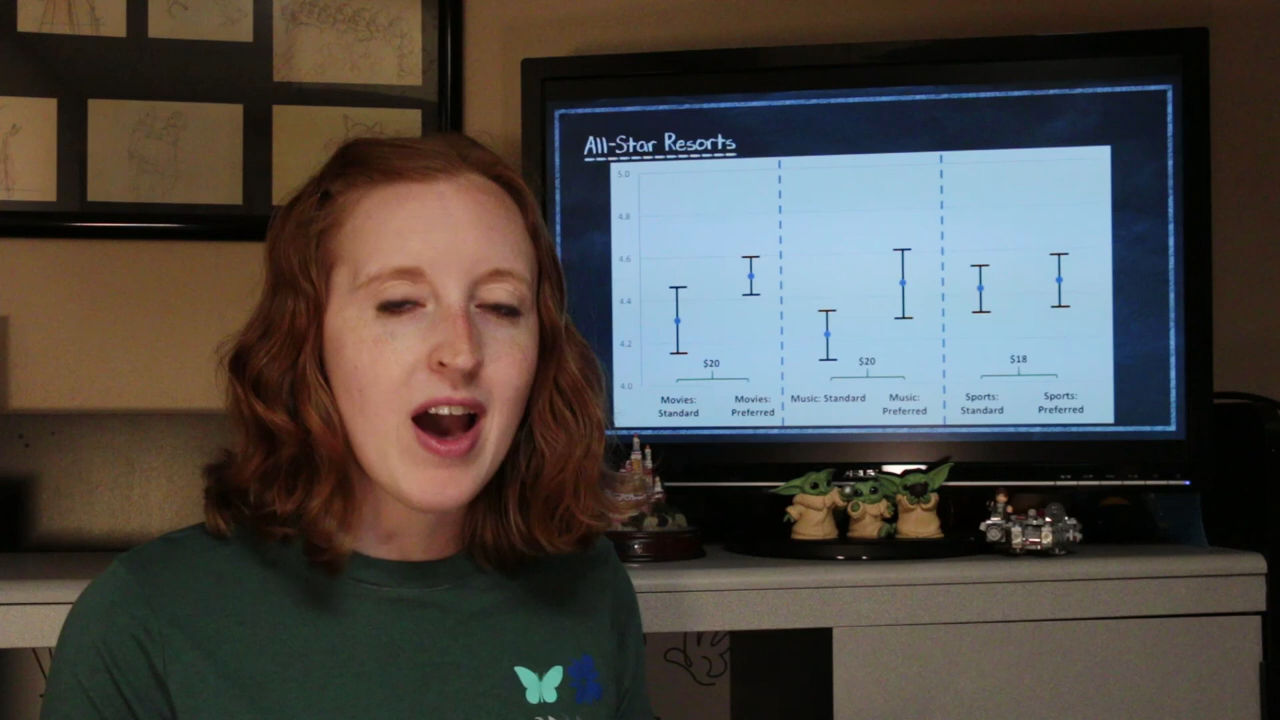 All-Star Resorts
5.0
4.8
4.6
4.4
4.2
4.0
$20
$20
$18
Movies: Standard
Movies: Preferred
Music: Standard
Music: Preferred
Sports: Standard
Sports: Preferred